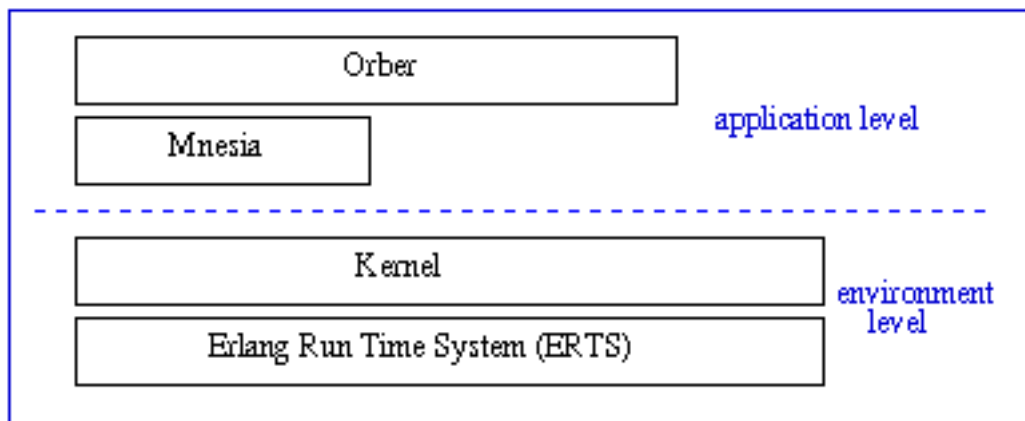 Orber
application level
Mnesia
Kernel
environment
level
Erlang Run Time System (ERTS)